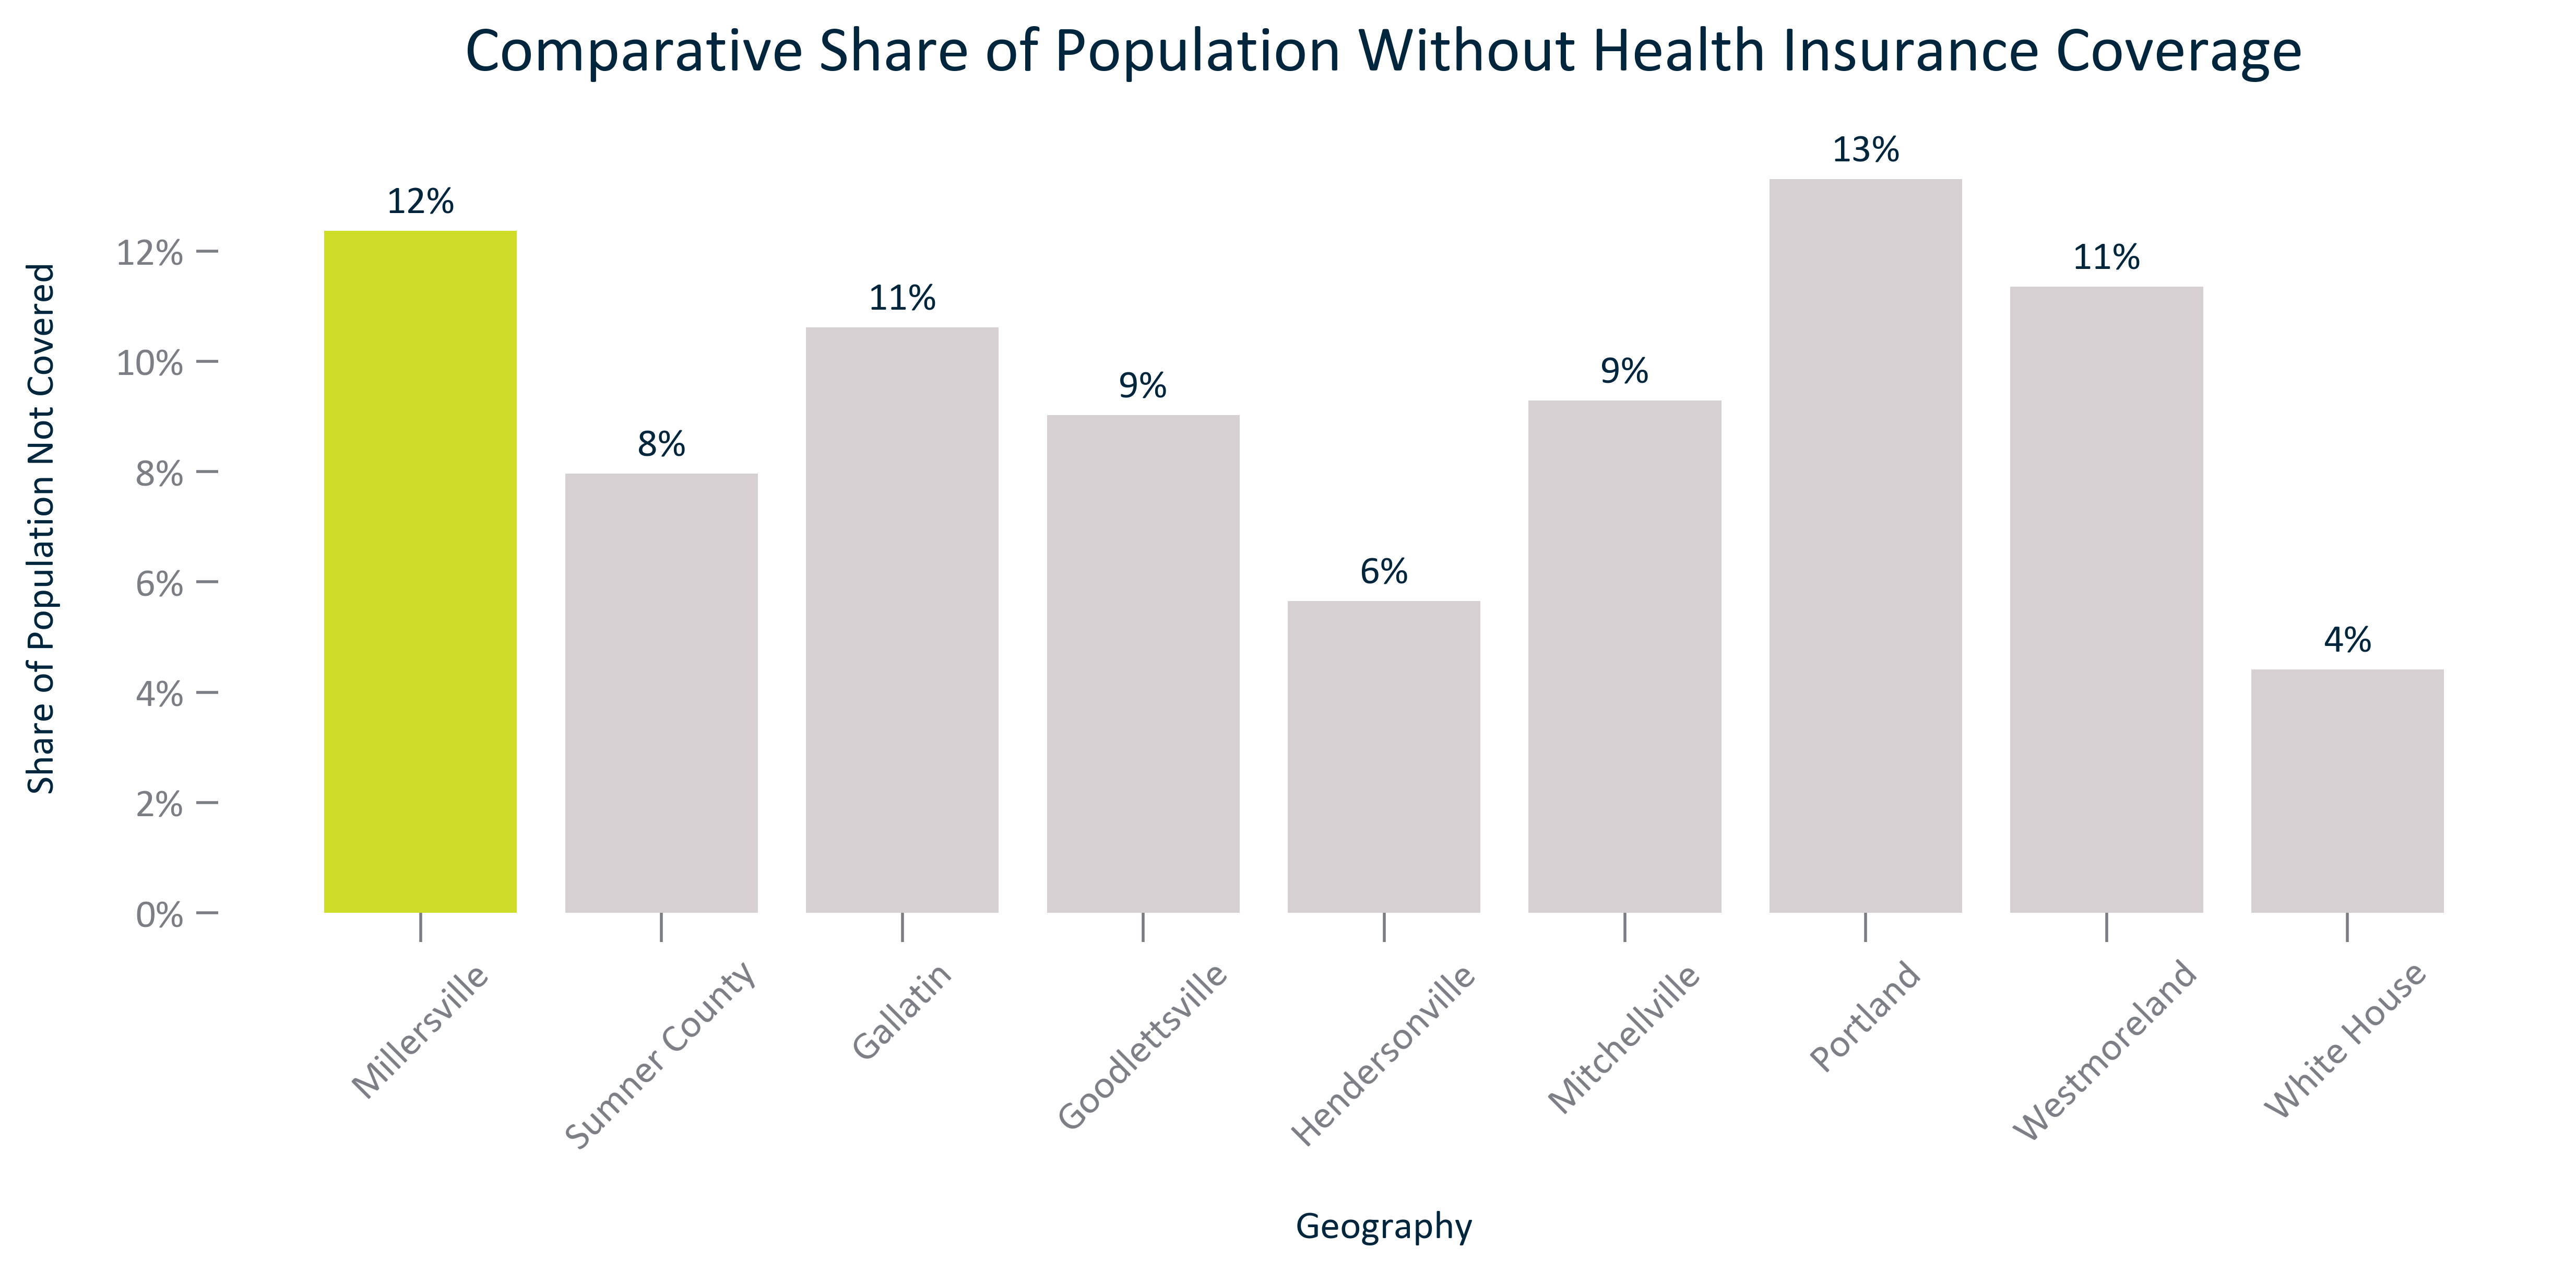 Comparative Share of Population Without Health Insurance Coverage
Share of Population Not Covered
12%
10%
8%
6%
4%
2%
0%
12%
8%
11%
9%
6%
9%
13%
11%
4%
Millersville
Sumner County
Gallatin
Goodlettsville
Hendersonville
Mitchellville
Portland
Westmoreland
White House
Geography